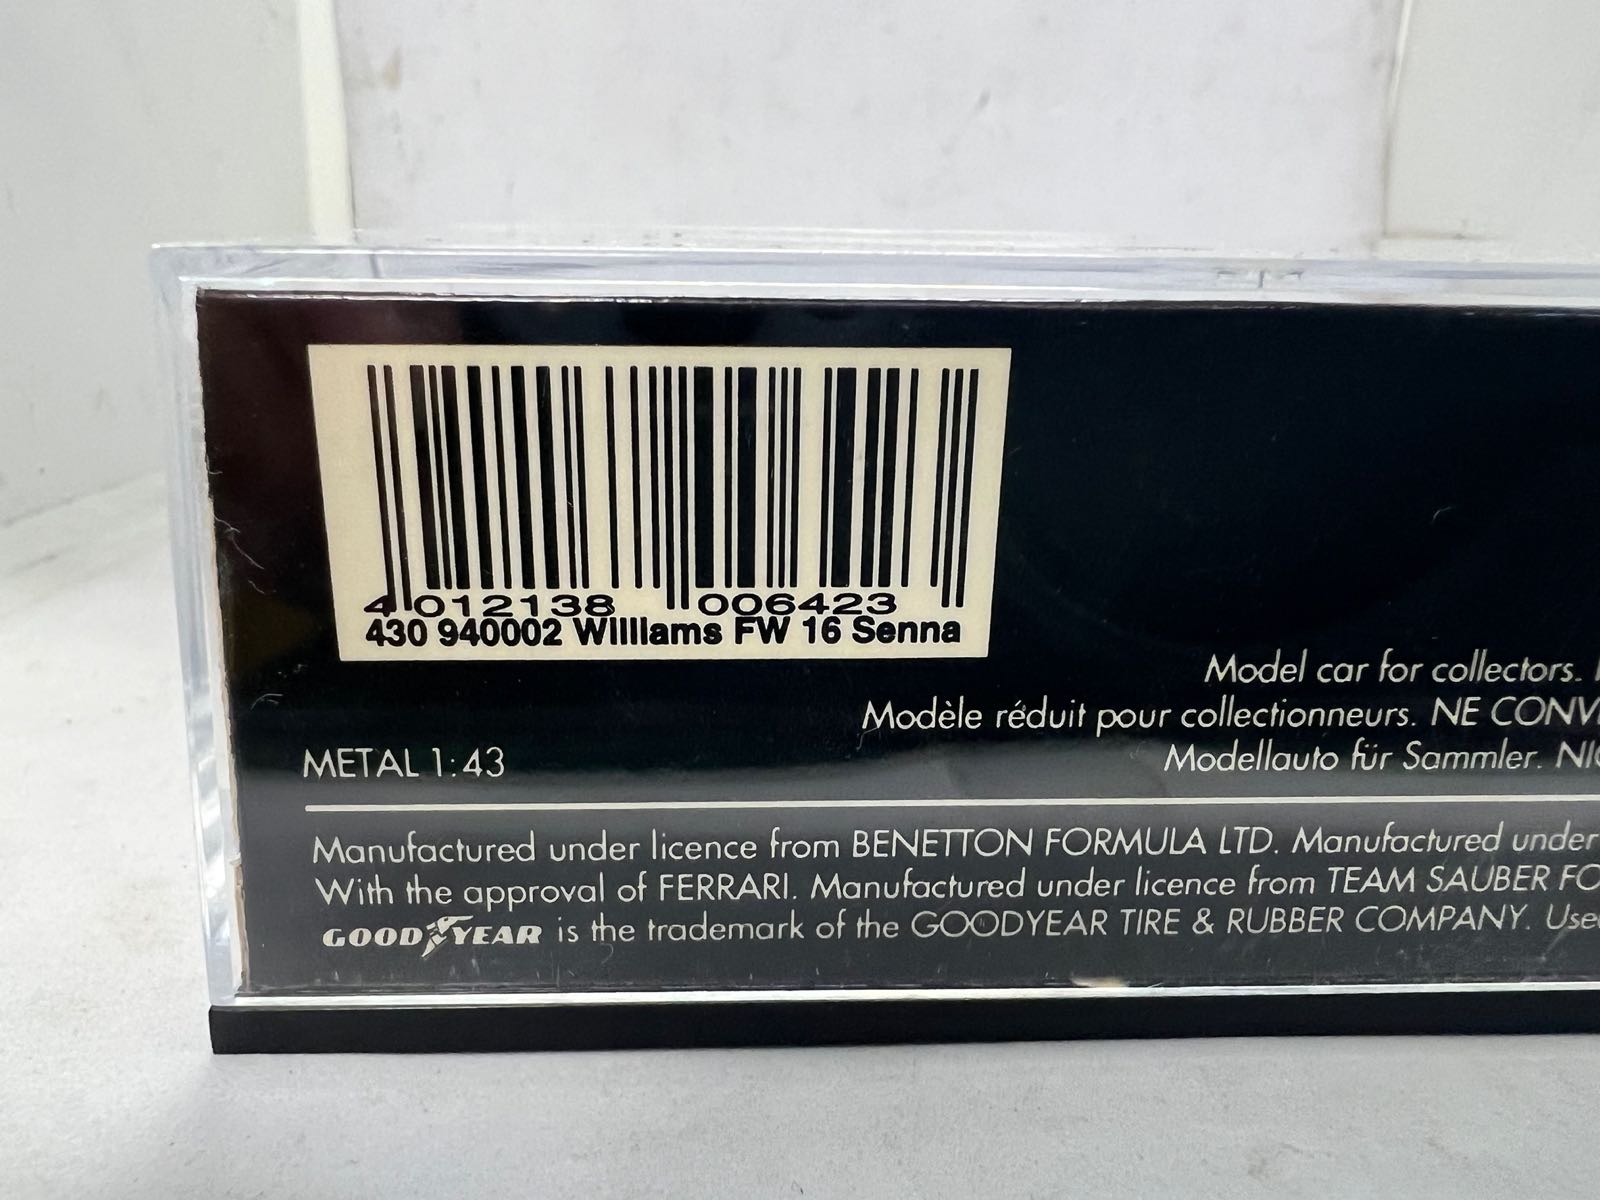 4 012138 006423
430 940002 Williams FW 16 Senna
Model car for collectors.
Modèle réduit pour collectionneurs. NE
METAL 1:43
Modellauto für Sammler.
Manufactured under licence from BENETTON FORMULA LTD. Manufactured under
With the approval of FERRARI. Manufactured under licence from TEAM SAUBER
GOODYEAR is the trademark of the GOODYEAR TIRE & RUBBER COMPANY.